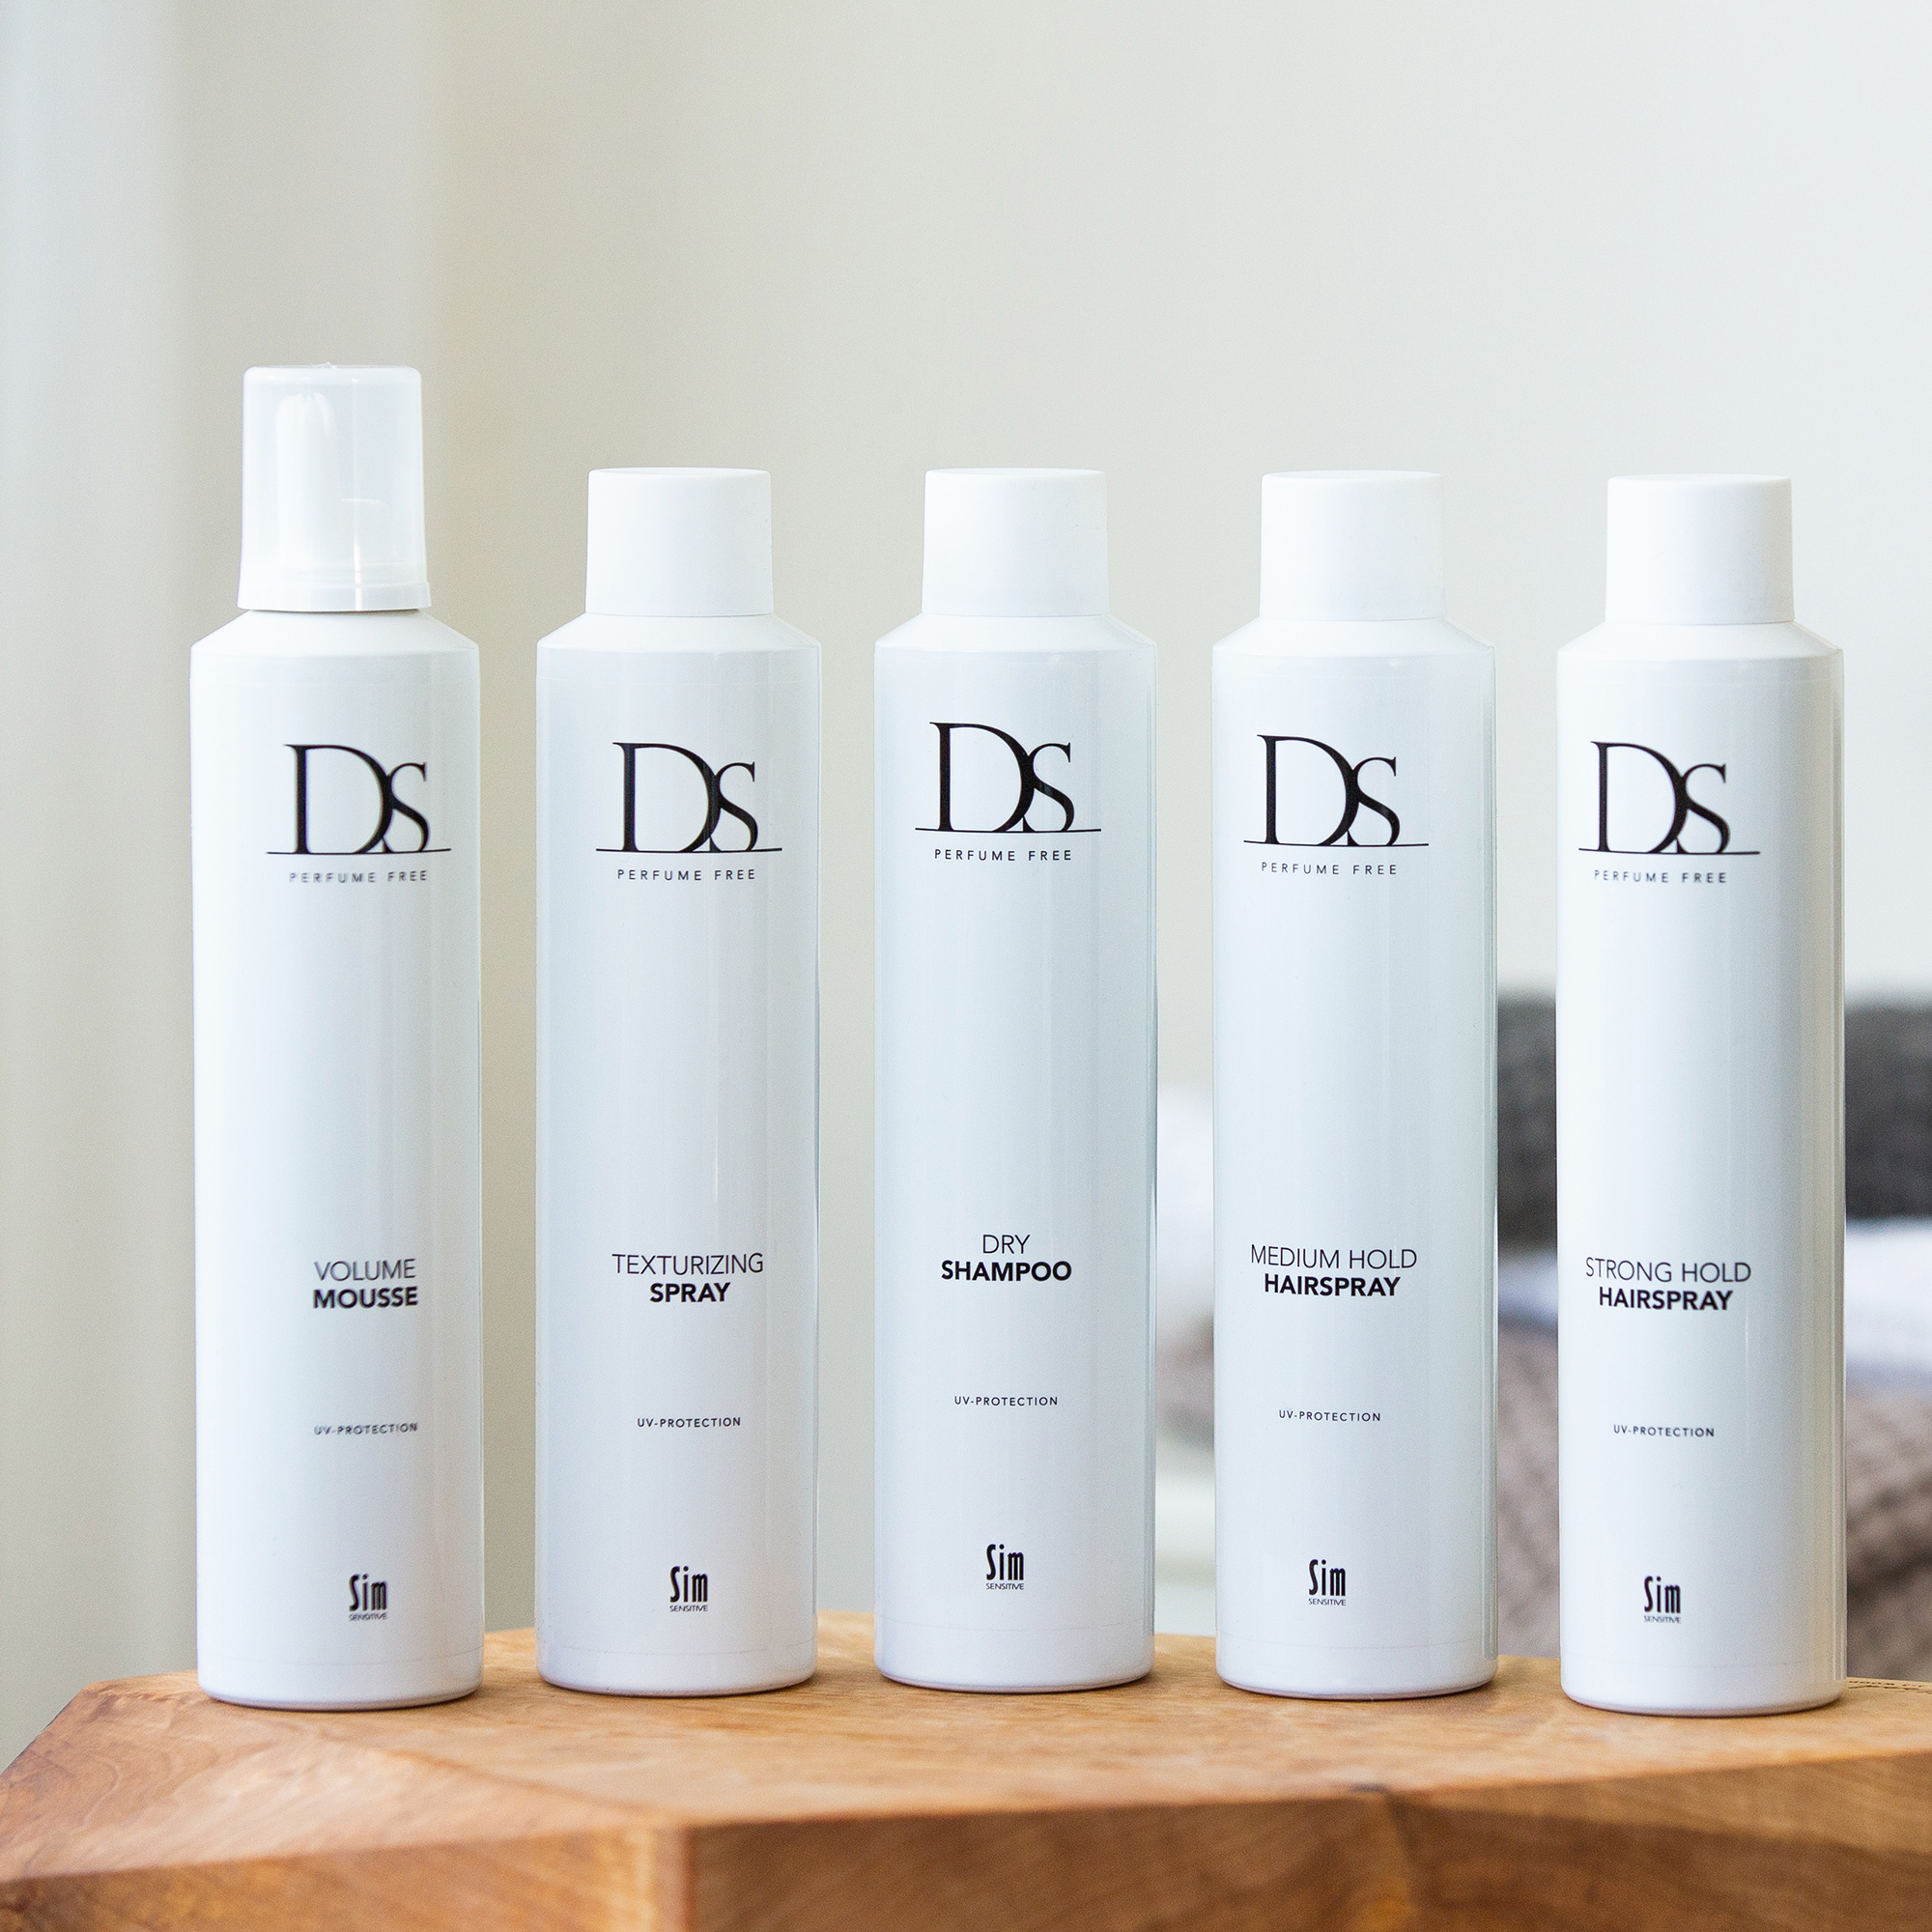 DS
PERFUME FREE
VOLUME
MOUSSE
UV-PROTECTION
Sim
SENSITIVE
DS
PERFUME FREE
TEXTURIZING
SPRAY
UV-PROTECTION
Sim
SENSITIVE
DS
PERFUME FREE
DRY
SHAMPOO
UV-PROTECTION
Sim
SENSITIVE
DS
PERFUME FREE
MEDIUM HOLD
HAIRSPRAY
UV-PROTECTION
Sim
SENSITIVE
DS
PERFUME FREE
STRONG HOLD
HAIRSPRAY
UV-PROTECTION
Sim
SENSITIVE